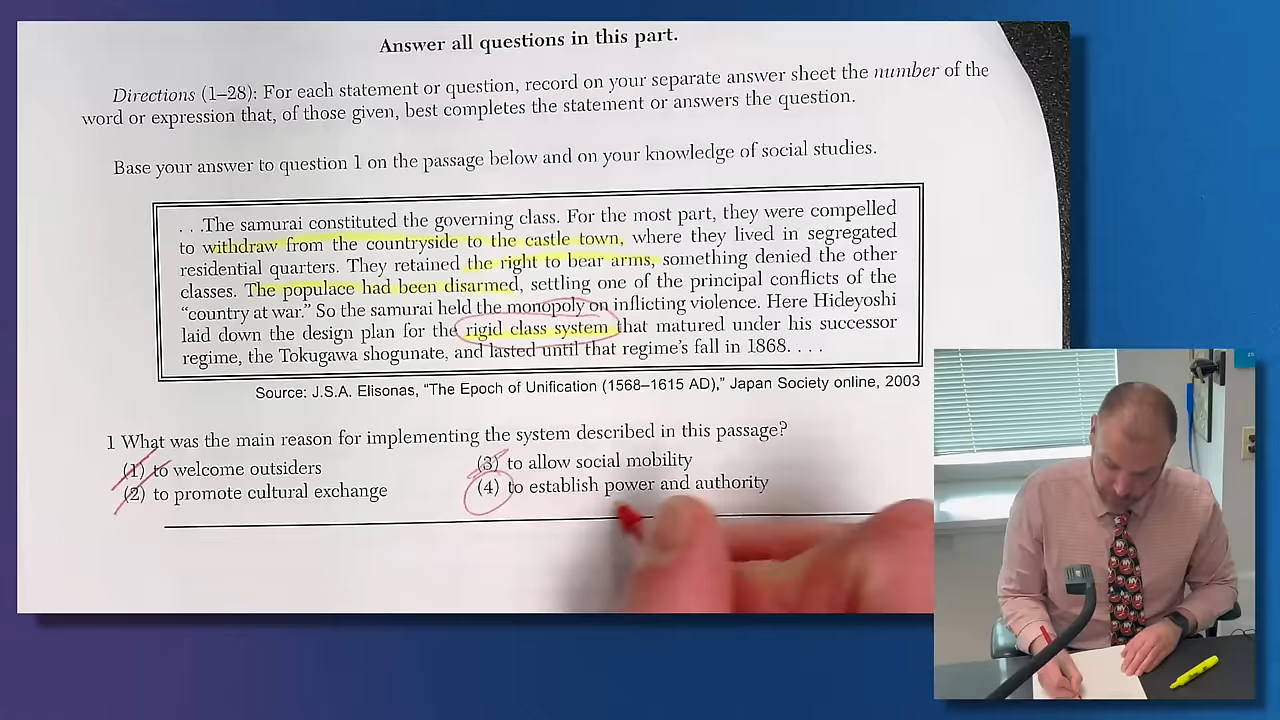 Answer all questions in this part.
Directions (1–28): For each statement or question, record on your separate answer sheet the number of the
word or expression that, of those given, best completes the statement or answers the question.
Base your answer to question 1 on the passage below and on your knowledge of social studies.
. . .The samurai constituted the governing class. For the most part, they were compelled
to withdraw from the countryside to the castle town, where they lived in segregated
residential quarters. They retained the right to bear arms, something denied the other
classes. The populace had been disarmed, settling one of the principal conflicts of the
“country at war.” So the samurai held the monopoly on inflicting violence. Here Hideyoshi
laid down the design plan for the rigid class system that matured under his successor
regime, the Tokugawa shogunate, and lasted until that regime’s fall in 1868. . . .
Source: J.S.A. Elisonas, “The Epoch of Unification (1568–1615 AD),” Japan Society online, 2003
1 What was the main reason for implementing the system described in this passage?
(1) to welcome outsiders
(2) to promote cultural exchange
(3) to allow social mobility
(4) to establish power and authority